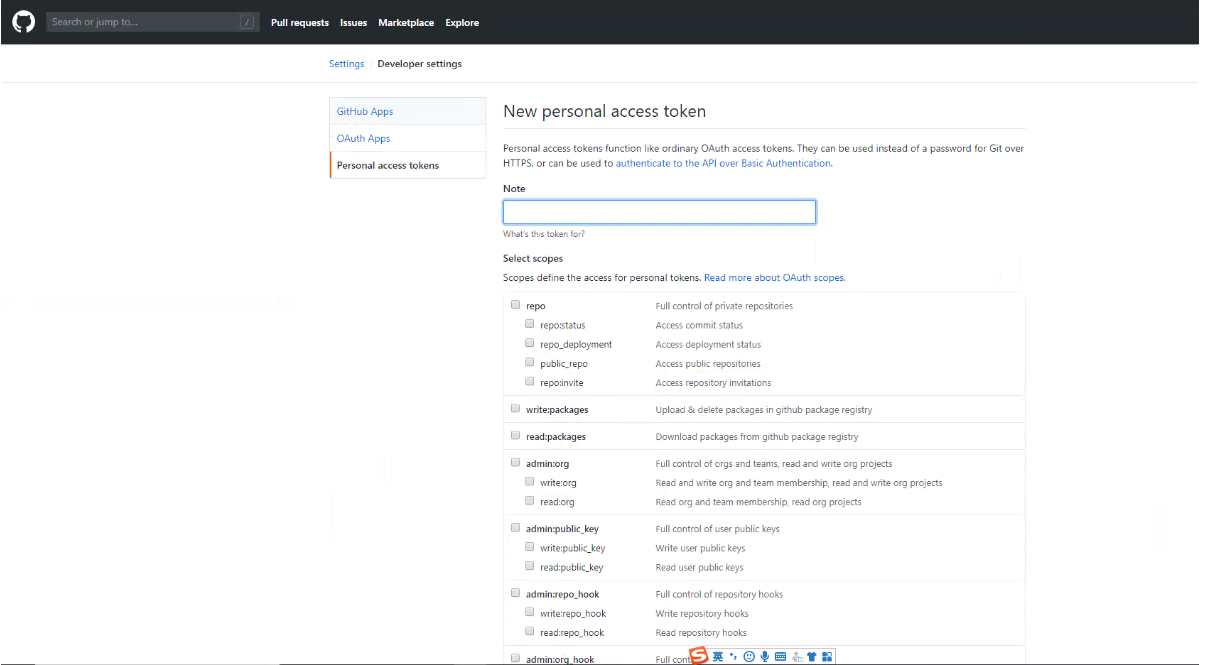 Search or jump to... / Pull requests Issues Marketplace Explore
Settings / Developer settings
GitHub Apps
OAuth Apps
Personal access tokens
New personal access token
Personal access tokens function like ordinary OAuth access tokens. They can be used instead of a password for Git over
HTTPS, or can be used to authenticate to the API over Basic Authentication.
Note
What's this token for?
Select scopes
Scopes define the access for personal tokens. Read more about OAuth scopes.
repo Full control of private repositories
repo:status Access commit status
repo_deployment Access deployment status
public_repo Access public repositories
repo:invite Access repository invitations
write:packages Upload & delete packages in github package registry
read:packages Download packages from github package registry
admin:org Full control of orgs and teams, read and write org projects
write:org Read and write org and team membership, read and write org projects
read:org Read org and team membership, read org projects
admin:public_key Full control of user public keys
write:public_key Write user public keys
read:public_key Read user public keys
admin:repo_hook Full control of repository hooks
write:repo_hook Write repository hooks
read:repo_hook Read repository hooks
admin:org_hook Full
S 英